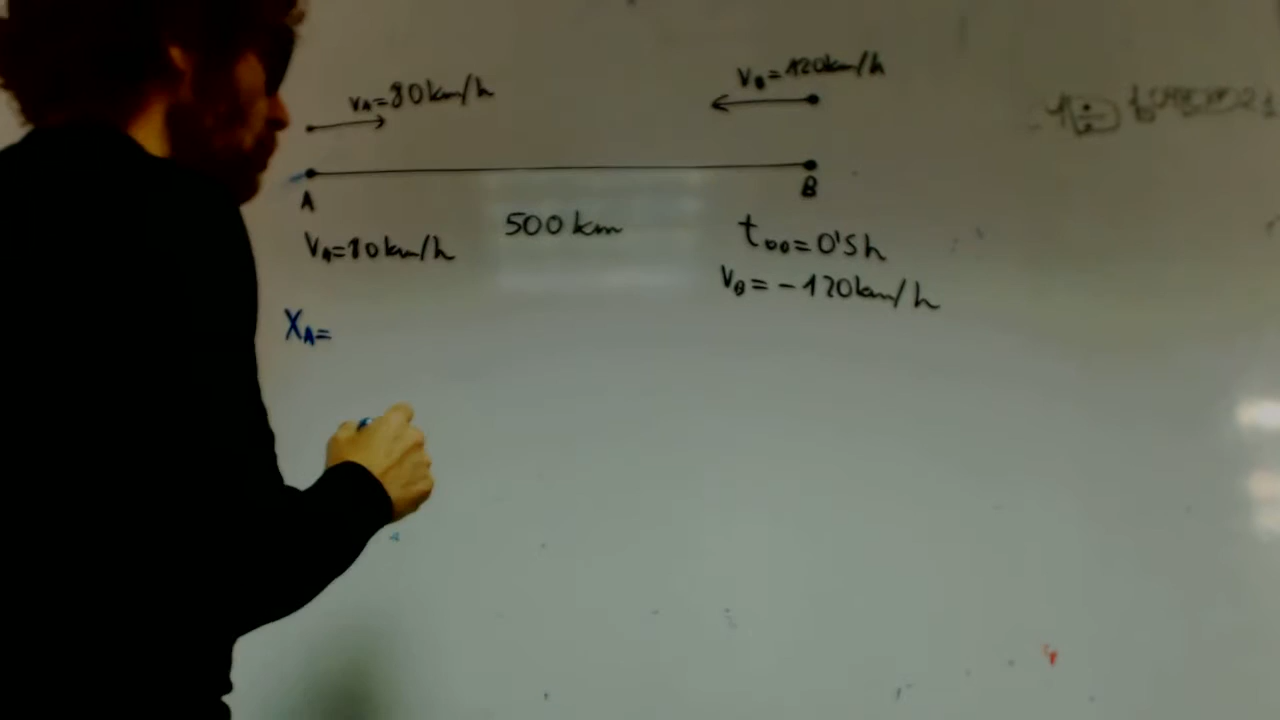 vA=80km/h
vB=120km/h
A
B
500 km
VA=80km/h
t00=0'5h
VB=-120km/h
XA=